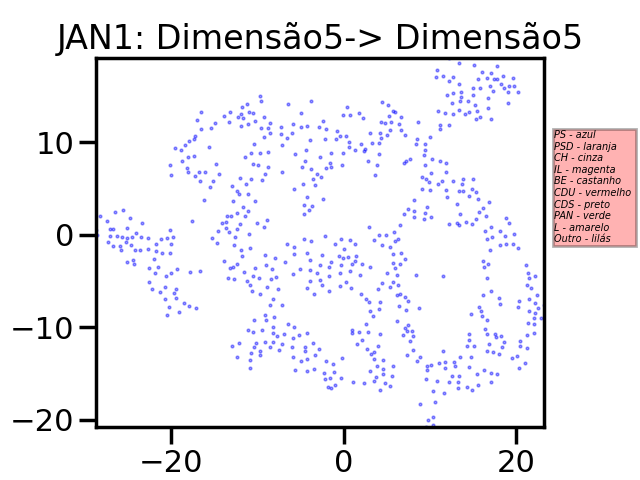 JAN1: Dimensão5-> Dimensão5
10
0
−10
−20
−20
0
20
PS - azul
PSD - laranja
CH - cinza
IL - magenta
BE - castanho
CDU - vermelho
CDS - preto
PAN - verde
L - amarelo
Outro - lilás